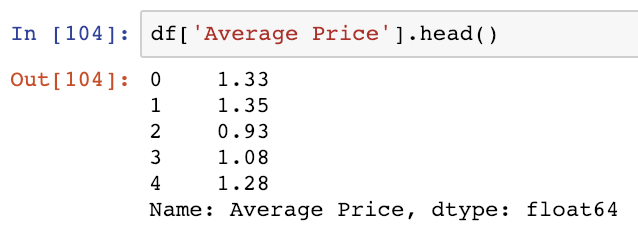 In [104]: df['Average Price'].head()
Out[104]: 0    1.33
1    1.35
2    0.93
3    1.08
4    1.28
Name: Average Price, dtype: float64